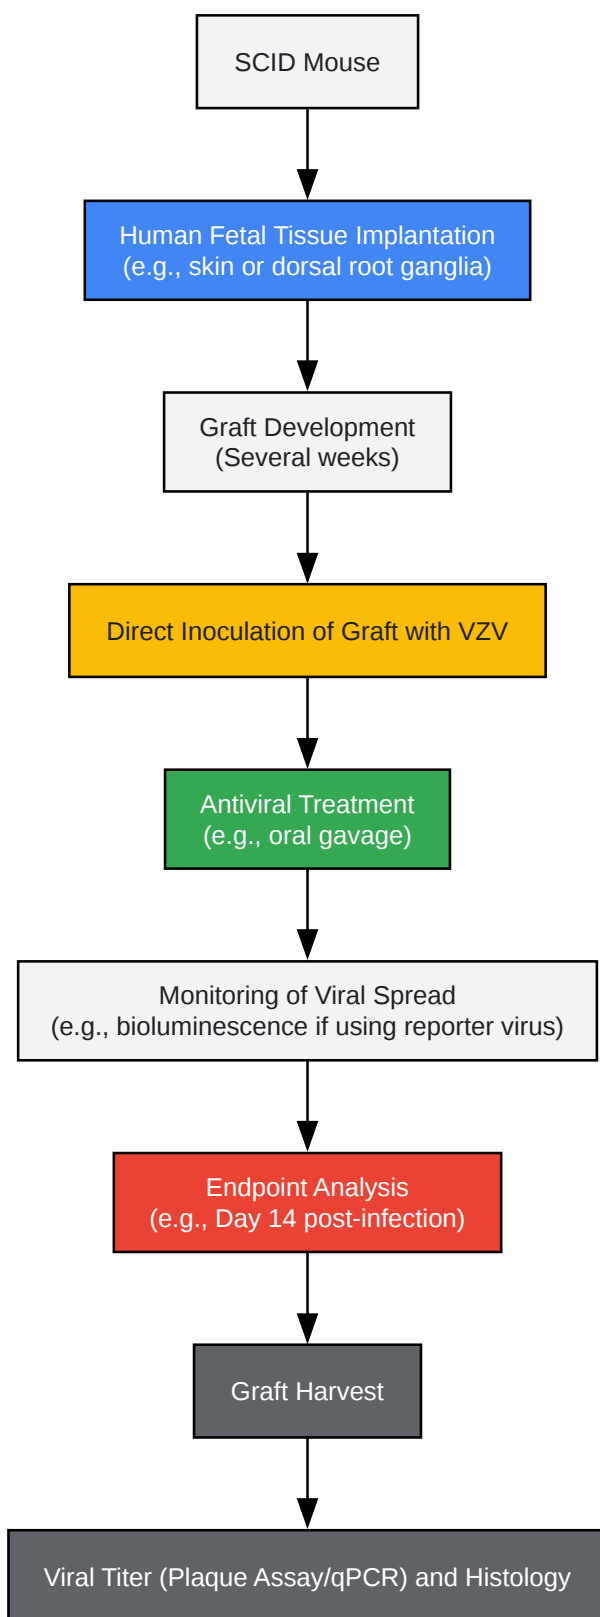 SCID Mouse
Human Fetal Tissue Implantation
(e.g., skin or dorsal root ganglia)
Graft Development
(Several weeks)
Direct Inoculation of Graft with VZV
Antiviral Treatment
(e.g., oral gavage)
Monitoring of Viral Spread
(e.g., bioluminescence if using reporter virus)
Endpoint Analysis
(e.g., Day 14 post-infection)
Graft Harvest
Viral Titer (Plaque Assay/qPCR) and Histology